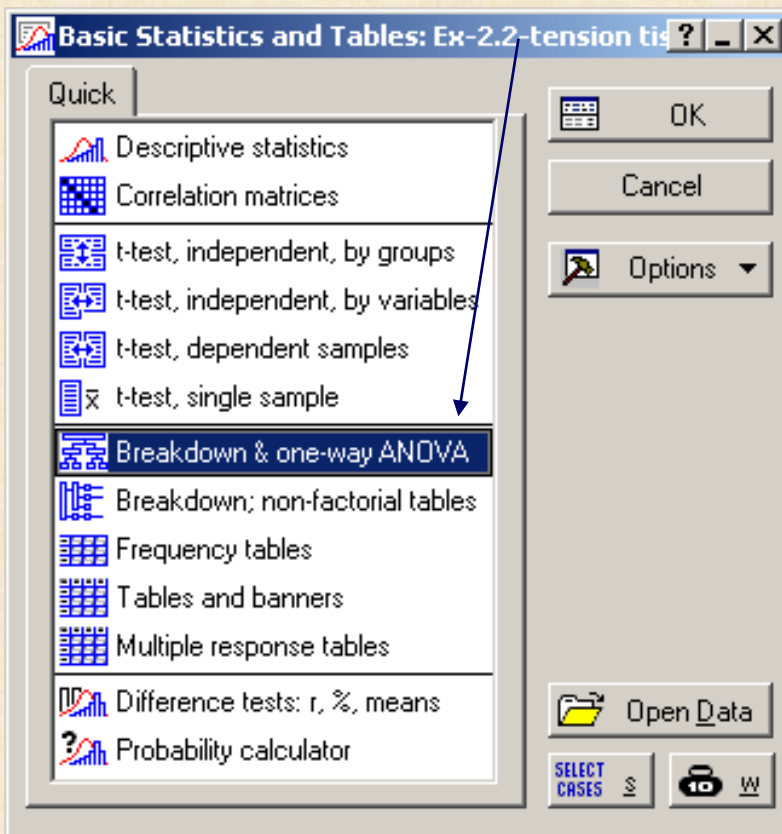 Basic Statistics and Tables: Ex-2.2-tension tis
Quick
Descriptive statistics
Correlation matrices
t-test, independent, by groups
t-test, independent, by variables
t-test, dependent samples
x̄ t-test, single sample
Breakdown & one-way ANOVA
Breakdown; non-factorial tables
Frequency tables
Tables and banners
Multiple response tables
Difference tests: r, %, means
? Probability calculator
OK
Cancel
Options
Open Data
SELECT
CASES S
10 W